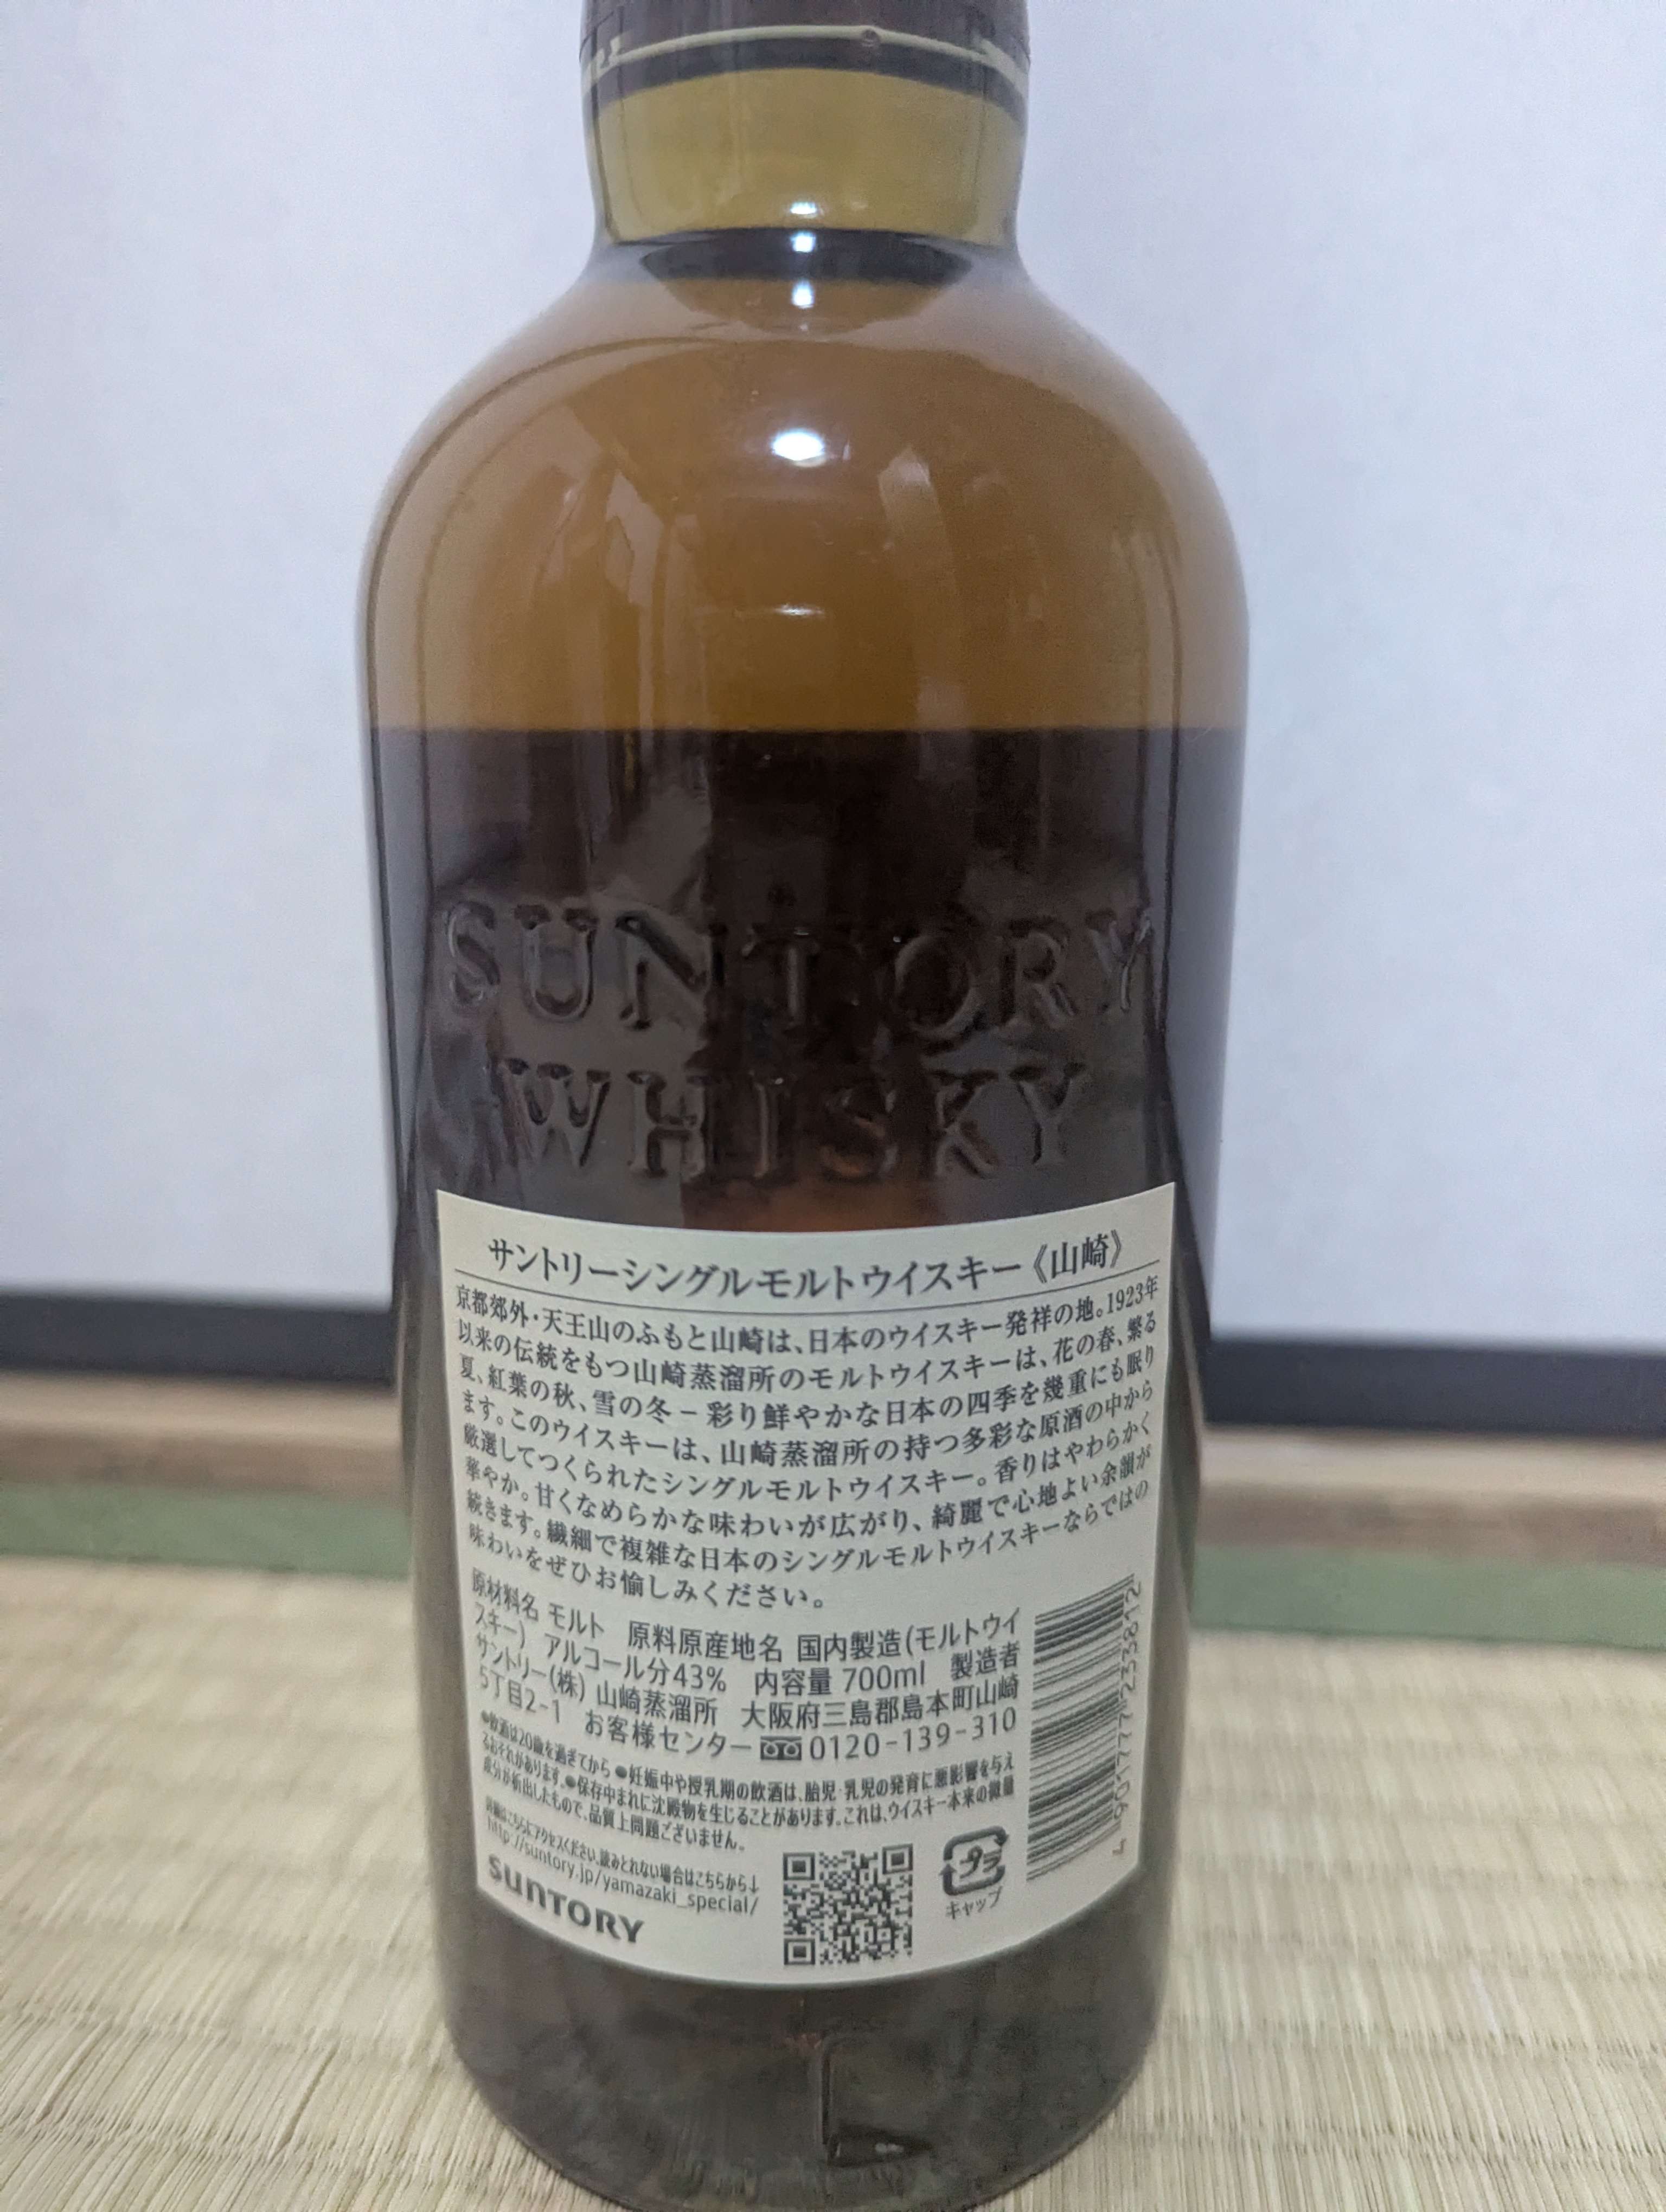 SUNTORY
WHISKY
サントリーシングルモルトウイスキー《山崎》
京都郊外・天王山のふもと山崎は、日本のウイスキー発祥の地。1923年
以来の伝統をもつ山崎蒸溜所のモルトウイスキーは、花の春、繁る
夏、紅葉の秋、雪の冬－彩り鮮やかな日本の四季を幾重にも眠り
ます。このウイスキーは、山崎蒸溜所の持つ多彩な原酒の中から
厳選してつくられたシングルモルトウイスキー。香りはやわらかく
華やか。甘くなめらかな味わいが広がり、綺麗で心地よい余韻が
続きます。繊細で複雑な日本のシングルモルトウイスキーならではの
味わいをぜひお愉しみください。
原材料名 モルト 原料原産地名 国内製造(モルトウイ
スキー) アルコール分43% 内容量 700ml 製造者
サントリー(株) 山崎蒸溜所 大阪府三島郡島本町山崎
5丁目2-1 お客様センター 0120-139-310
●飲酒は20歳を過ぎてから ●妊娠中や授乳期の飲酒は、胎児・乳児の発育に悪影響を与え
るおそれがあります。●保存中まれに沈殿物を生じることがあります。これは、ウイスキー本来の微量
成分が析出したもので、品質上問題ございません。
詳細はこちらにアクセスください。読みとれない場合はこちらから↓
http://suntory.jp/yamazaki_special/
SUNTORY
プラ
キャップ
4 901777 233812